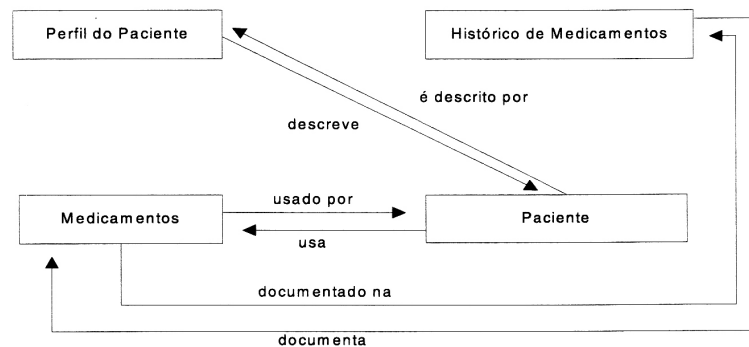 Perfil do Paciente
Histórico de Medicamentos
é descrito por
descreve
Medicamentos
usado por
Paciente
usa
documentado na
documenta